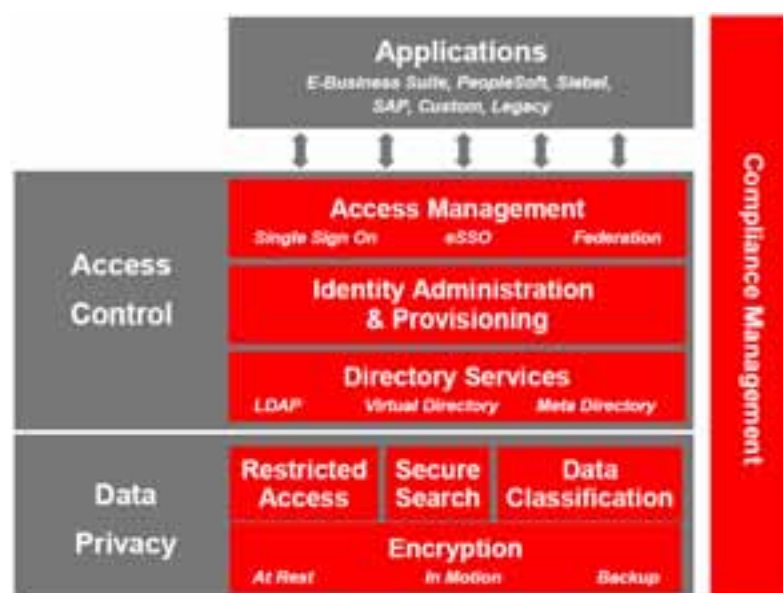 Applications
E-Business Suite, PeopleSoft, Siebel,
SAP, Custom, Legacy
Access
Control
Access Management
Single Sign On eSSO Federation
Identity Administration
& Provisioning
Directory Services
LDAP Virtual Directory Meta Directory
Data
Privacy
Restricted
Access
Secure
Search
Data
Classification
Encryption
At Rest In Motion Backup
Compliance Management